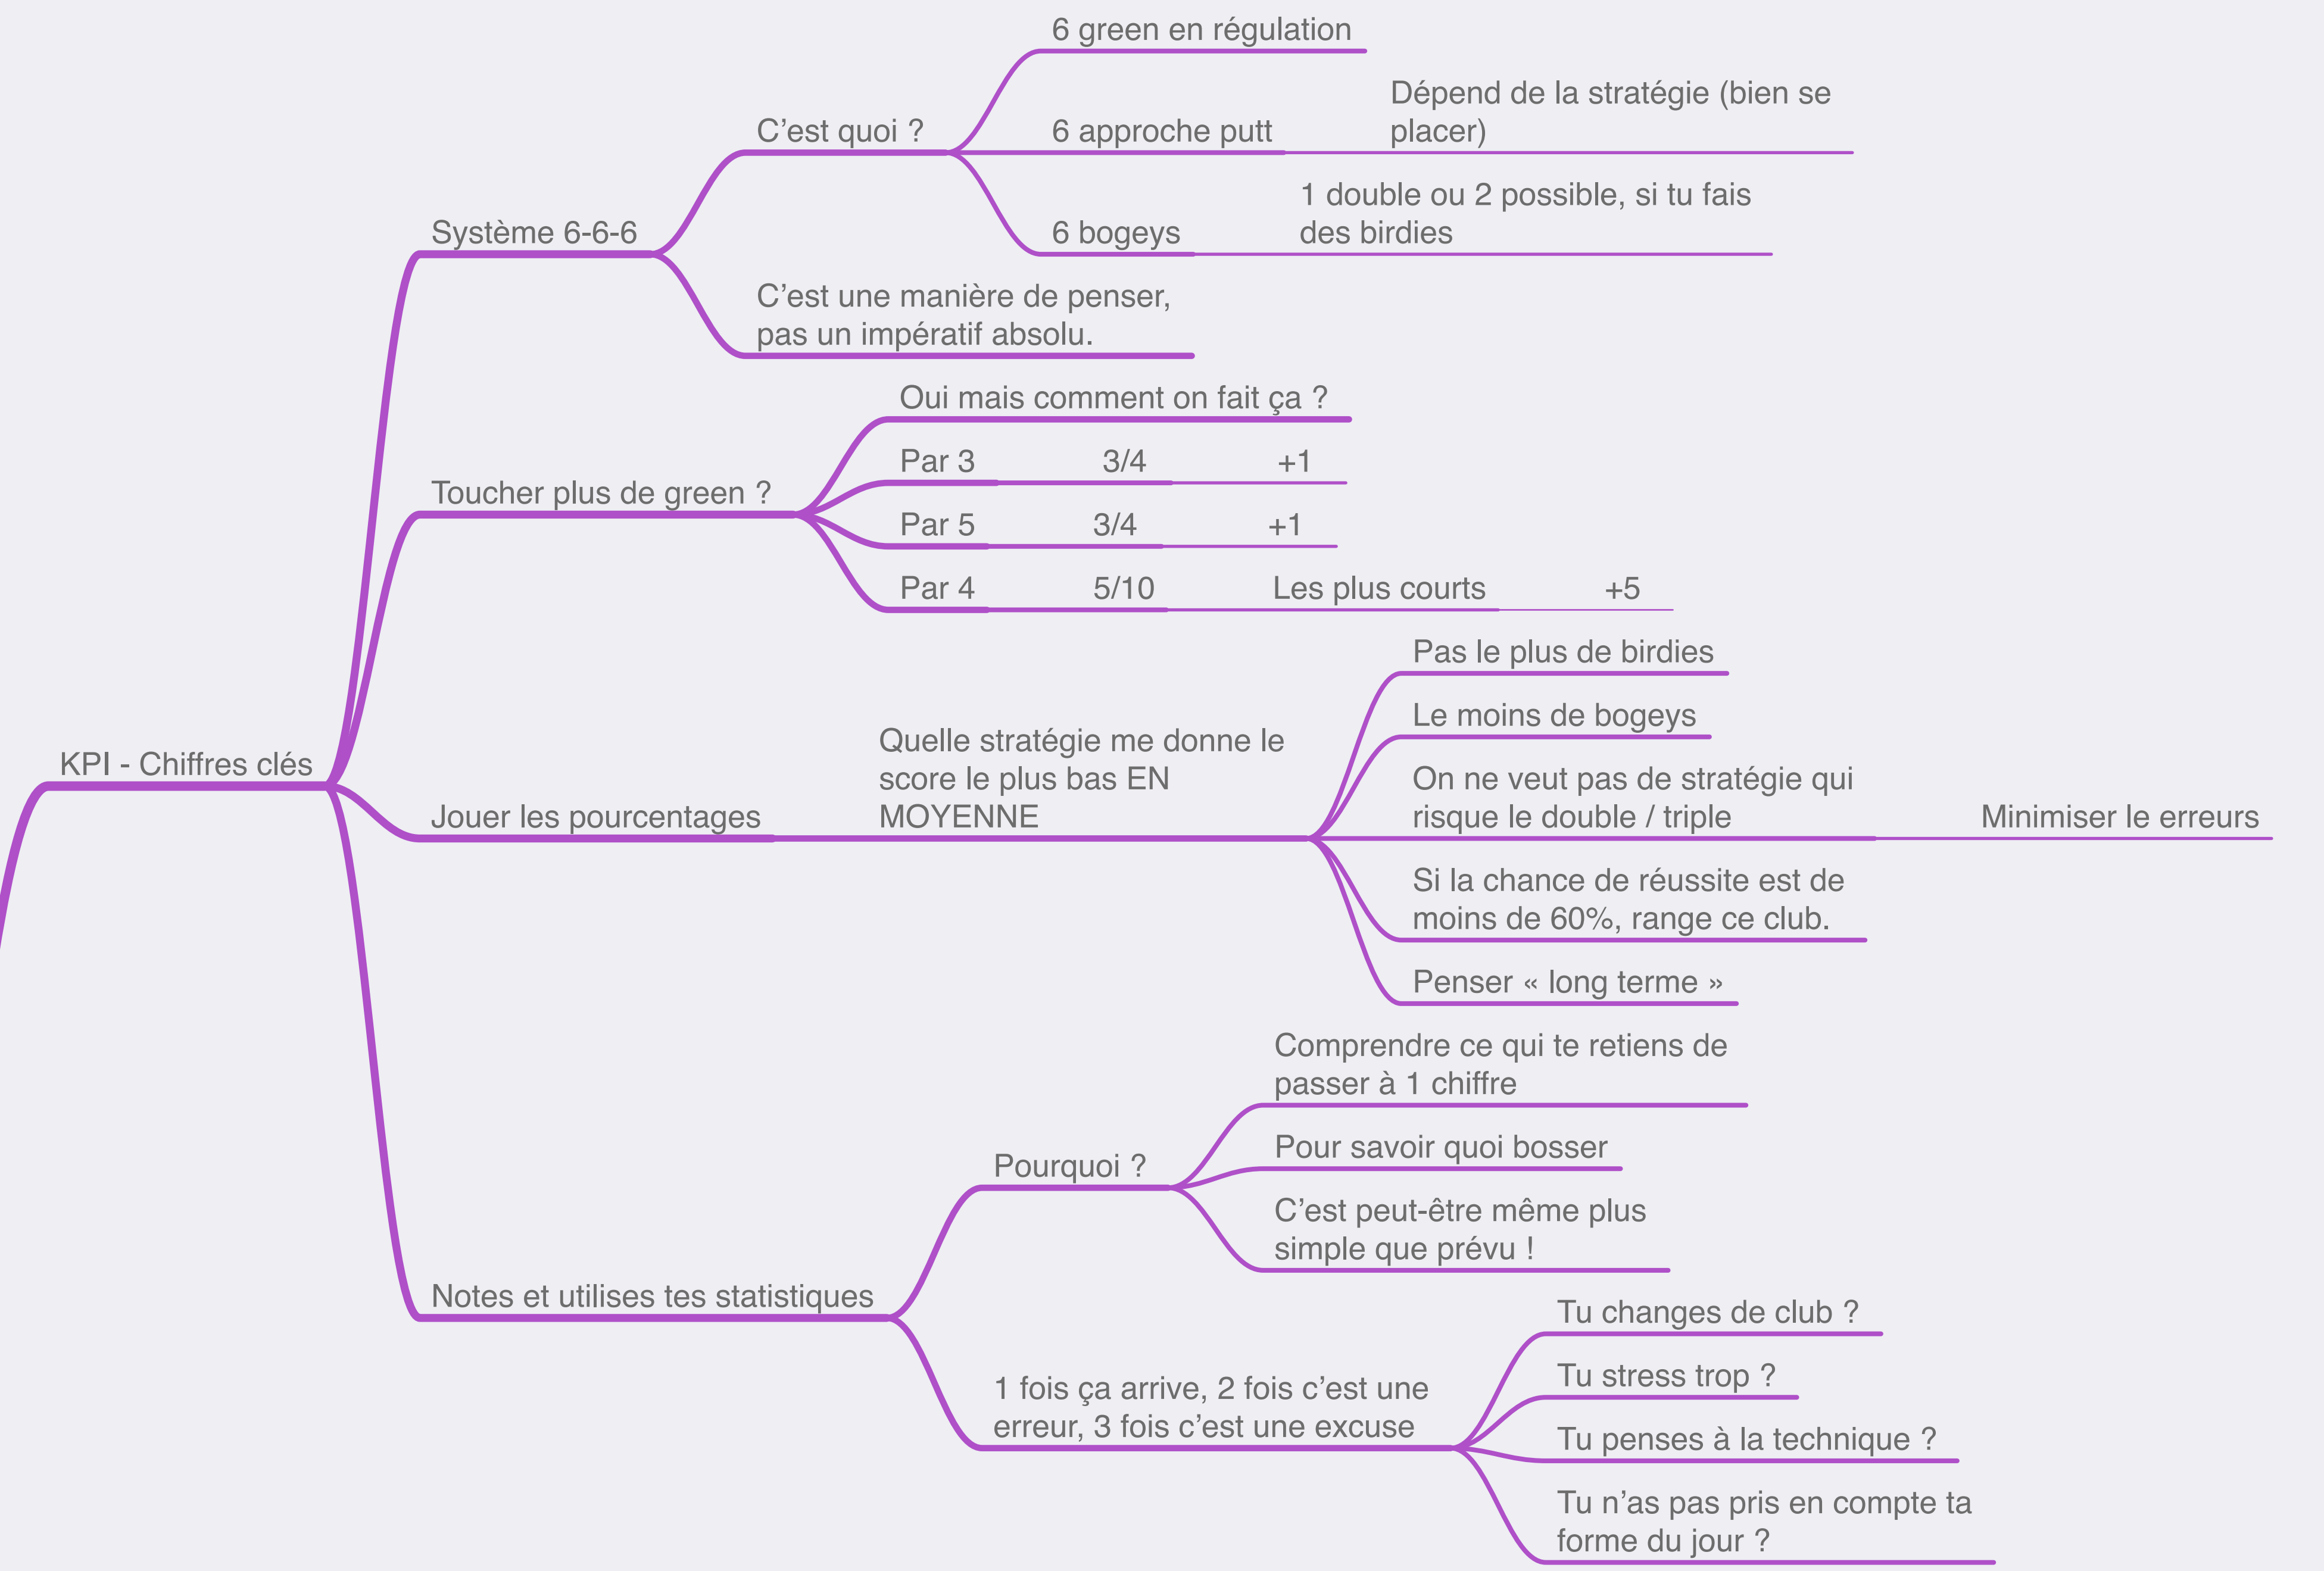 6 green en régulation
Dépend de la stratégie (bien se
placer)
C’est quoi ?
6 approche putt
1 double ou 2 possible, si tu fais
des birdies
Système 6-6-6
6 bogeys
C’est une manière de penser,
pas un impératif absolu.
Oui mais comment on fait ça ?
Par 3 3/4 +1
Toucher plus de green ?
Par 5 3/4 +1
Par 4 5/10 Les plus courts +5
Pas le plus de birdies
Le moins de bogeys
KPI - Chiffres clés
Quelle stratégie me donne le
score le plus bas EN
MOYENNE
Jouer les pourcentages
On ne veut pas de stratégie qui
risque le double / triple
Minimiser le erreurs
Si la chance de réussite est de
moins de 60%, range ce club.
Penser « long terme »
Comprendre ce qui te retiens de
passer à 1 chiffre
Pourquoi ?
Pour savoir quoi bosser
C’est peut-être même plus
simple que prévu !
Notes et utilises tes statistiques
Tu changes de club ?
1 fois ça arrive, 2 fois c’est une
erreur, 3 fois c’est une excuse
Tu stress trop ?
Tu penses à la technique ?
Tu n’as pas pris en compte ta
forme du jour ?